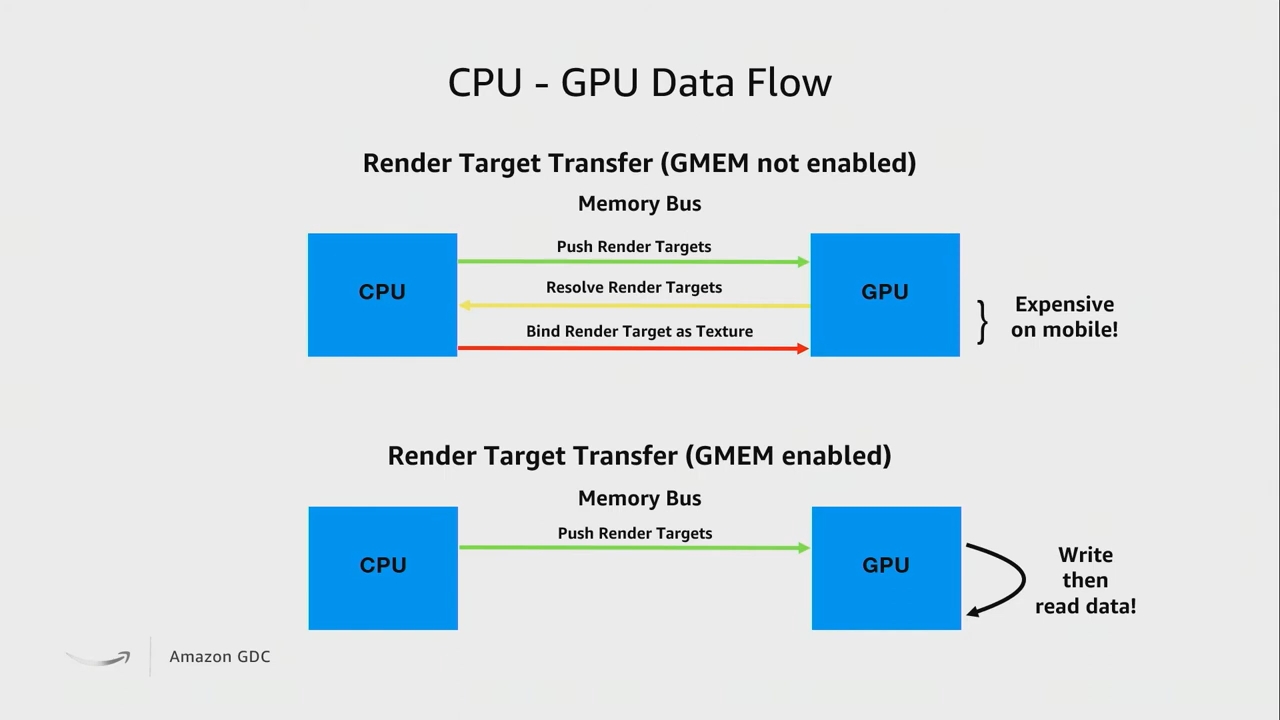 CPU - GPU Data Flow
Render Target Transfer (GMEM not enabled)
Memory Bus
Push Render Targets
Resolve Render Targets
Bind Render Target as Texture
CPU
GPU
}
Expensive
on mobile!
Render Target Transfer (GMEM enabled)
Memory Bus
Push Render Targets
CPU
GPU
Write
then
read data!
Amazon GDC